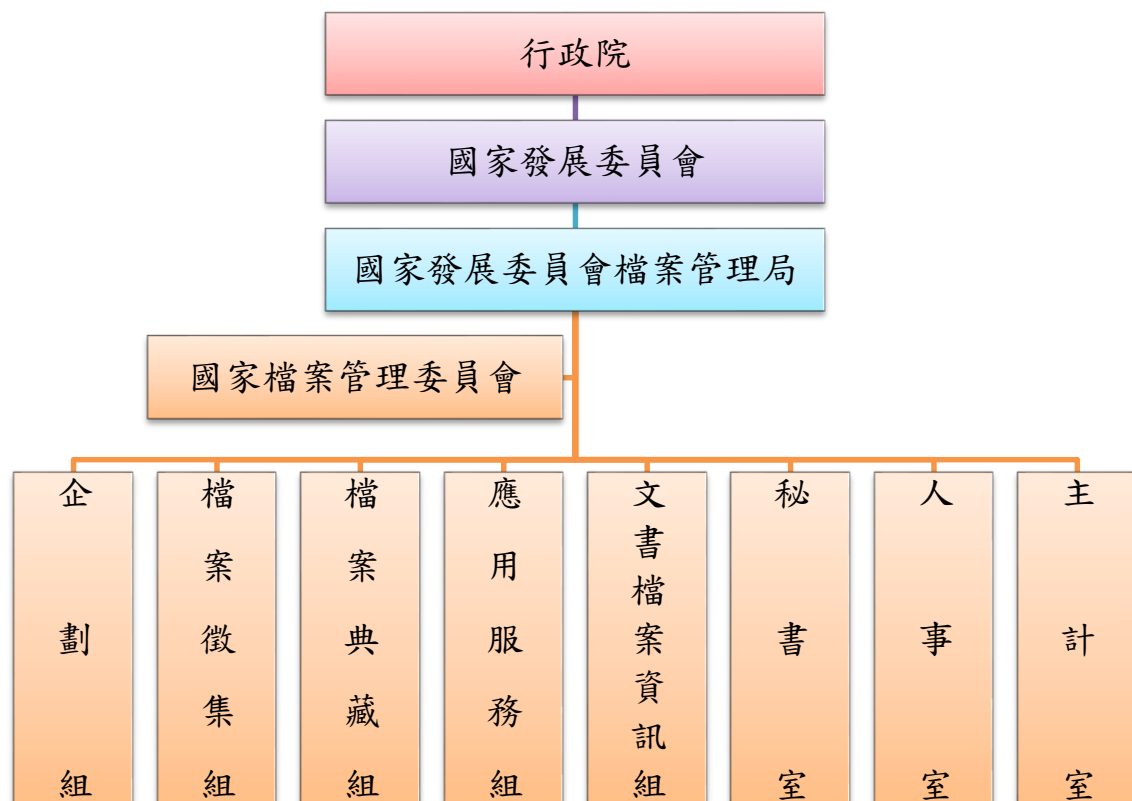 行政院
國家發展委員會
國家發展委員會檔案管理局
國家檔案管理委員會
企劃組
檔案徵集組
檔案典藏組
應用服務組
文書檔案資訊組
秘書室
人事室
主計室